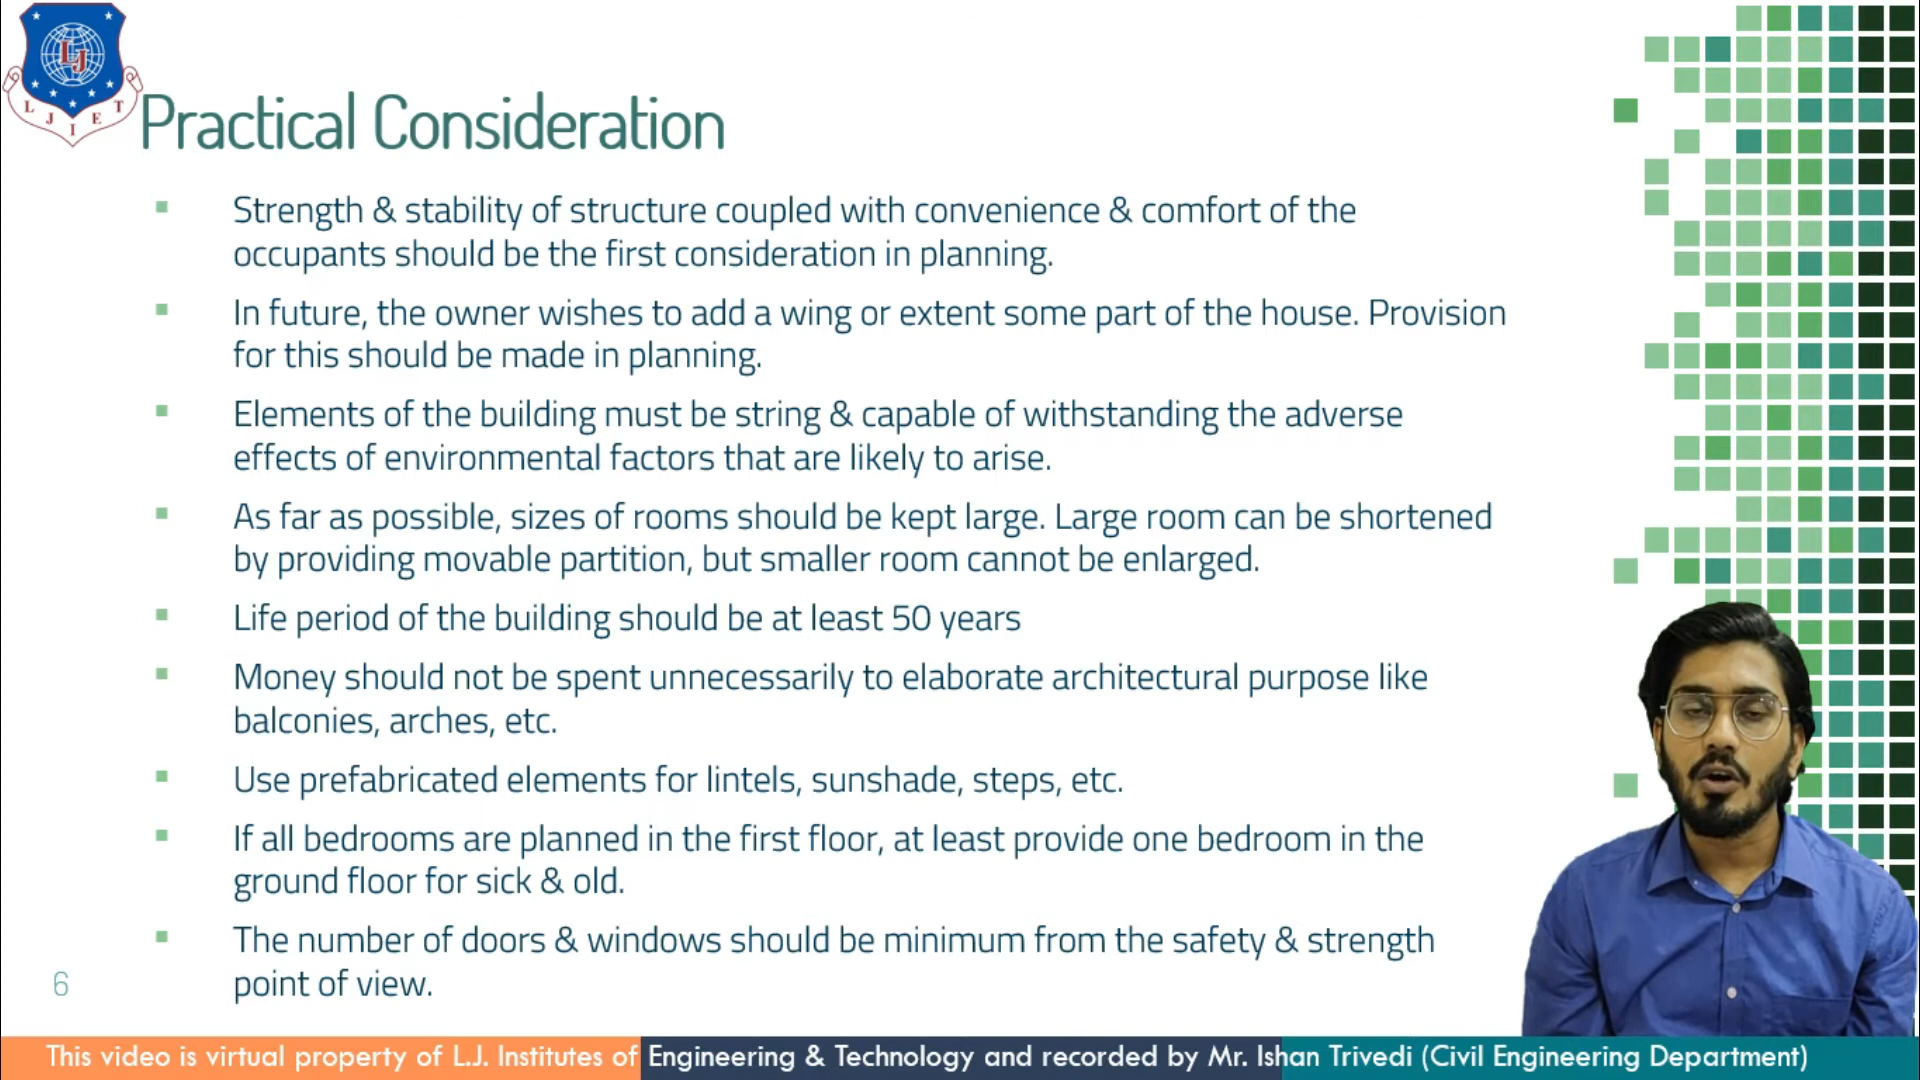 LJ
L J I E T
Practical Consideration
▪ Strength & stability of structure coupled with convenience & comfort of the
occupants should be the first consideration in planning.
▪ In future, the owner wishes to add a wing or extent some part of the house. Provision
for this should be made in planning.
▪ Elements of the building must be string & capable of withstanding the adverse
effects of environmental factors that are likely to arise.
▪ As far as possible, sizes of rooms should be kept large. Large room can be shortened
by providing movable partition, but smaller room cannot be enlarged.
▪ Life period of the building should be at least 50 years
▪ Money should not be spent unnecessarily to elaborate architectural purpose like
balconies, arches, etc.
▪ Use prefabricated elements for lintels, sunshade, steps, etc.
▪ If all bedrooms are planned in the first floor, at least provide one bedroom in the
ground floor for sick & old.
▪ The number of doors & windows should be minimum from the safety & strength
point of view.
6
This video is virtual property of L.J. Institutes of Engineering & Technology and recorded by Mr. Ishan Trivedi (Civil Engineering Department)